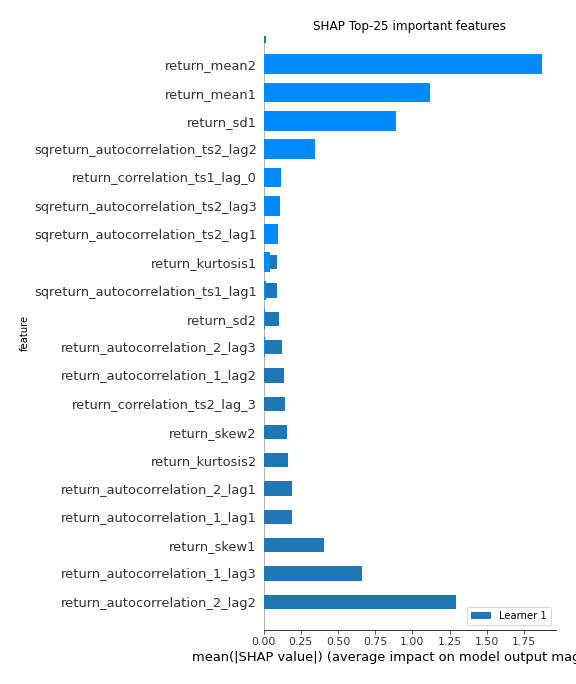 SHAP Top-25 important features
return_mean2
return_mean1
return_sd1
sqreturn_autocorrelation_ts2_lag2
return_correlation_ts1_lag_0
sqreturn_autocorrelation_ts2_lag3
sqreturn_autocorrelation_ts2_lag1
return_kurtosis1
sqreturn_autocorrelation_ts1_lag1
return_sd2
return_autocorrelation_2_lag3
return_autocorrelation_1_lag2
return_correlation_ts2_lag_3
return_skew2
return_kurtosis2
return_autocorrelation_2_lag1
return_autocorrelation_1_lag1
return_skew1
return_autocorrelation_1_lag3
return_autocorrelation_2_lag2
feature
Learner 1
0.00 0.25 0.50 0.75 1.00 1.25 1.50 1.75
mean(|SHAP value|) (average impact on model output mag